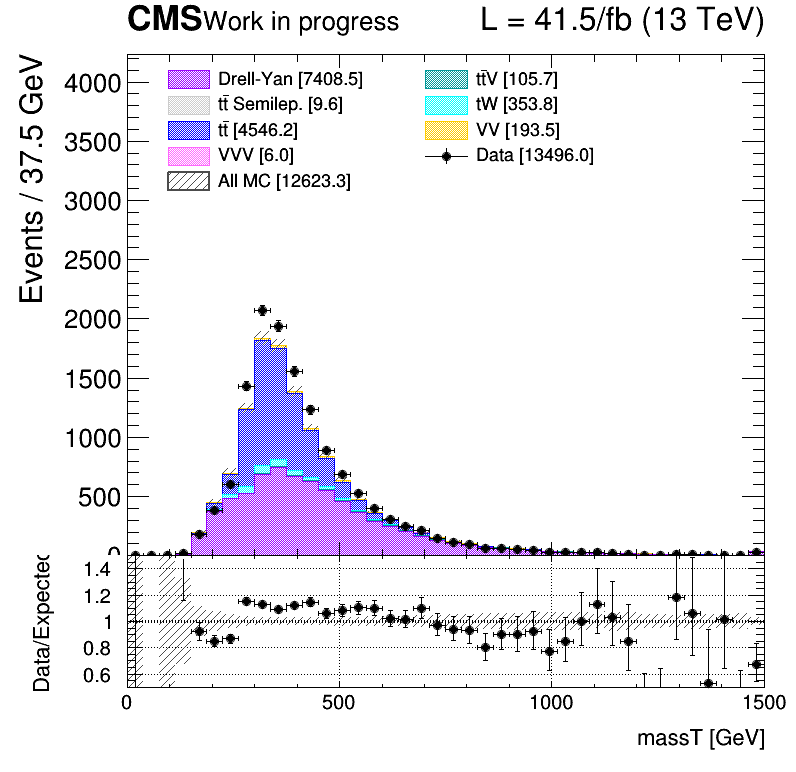 CMS Work in progress L = 41.5/fb (13 TeV)
Events / 37.5 GeV
4000
3500
3000
2500
2000
1500
1000
500
0
Drell-Yan [7408.5]
tt̄ Semilep. [9.6]
tt̄ [4546.2]
VVV [6.0]
All MC [12623.3]
tt̄V [105.7]
tW [353.8]
VV [193.5]
Data [13496.0]
Data/Expected
1.4
1.2
1
0.8
0.6
0 500 1000 1500
massT [GeV]